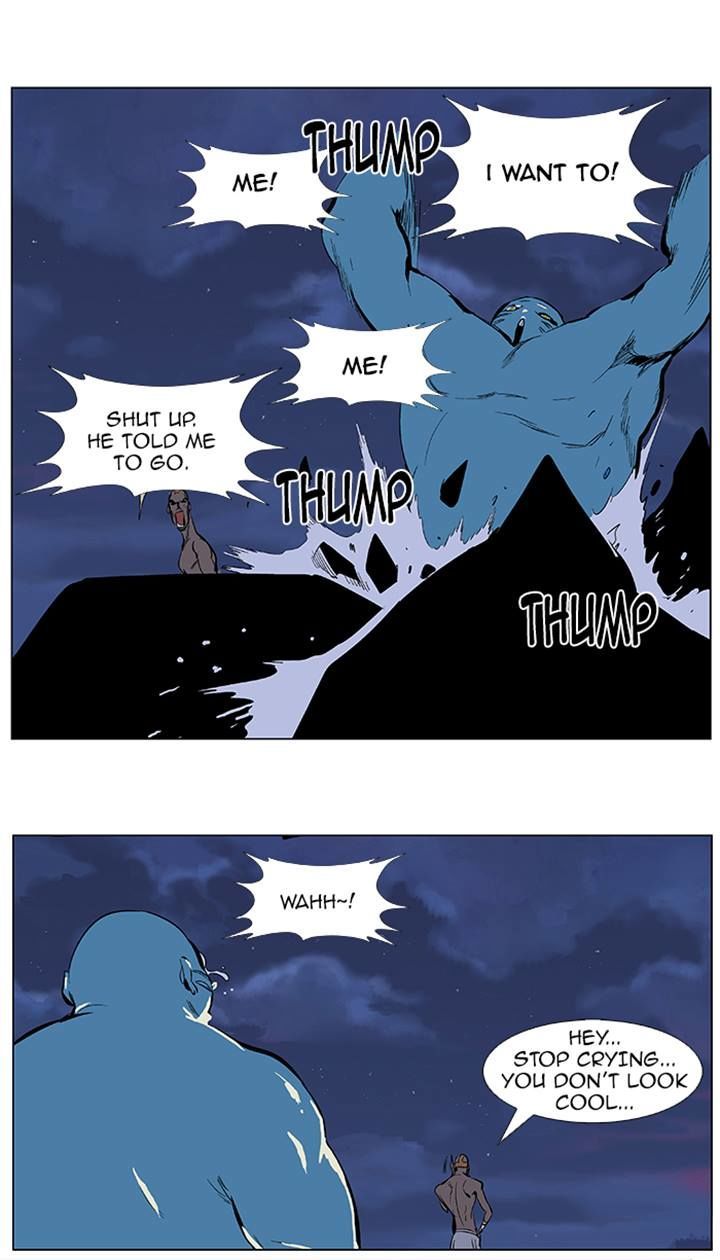 THUMP
ME!
I WANT TO!
ME!
SHUT UP.
HE TOLD ME
TO GO.
THUMP
THUMP
WAHH~!
HEY...
STOP CRYING...
YOU DON'T LOOK
COOL...